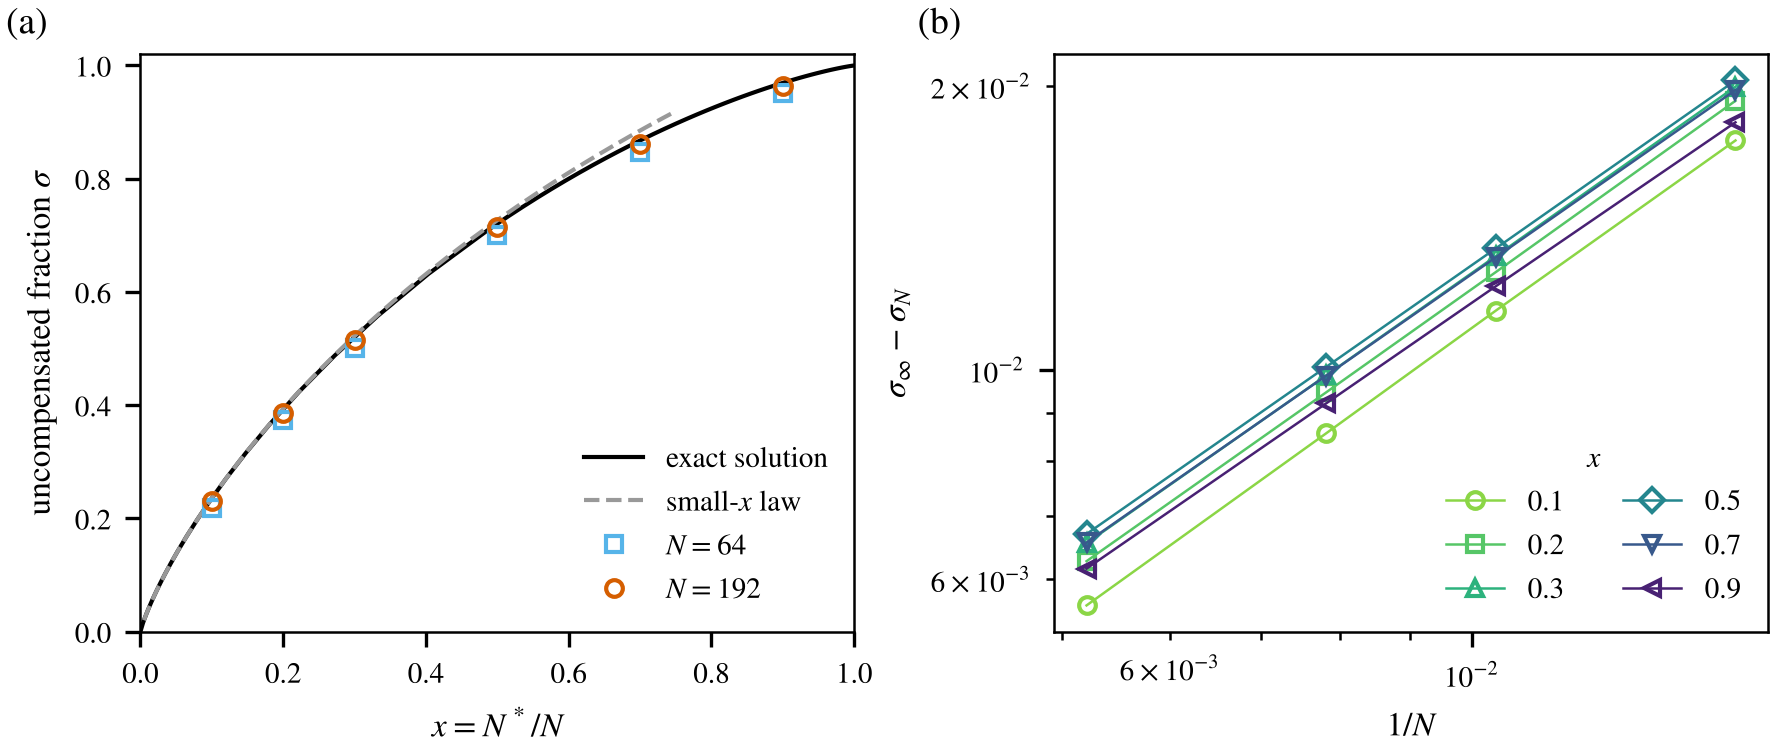 (a)
uncompensated fraction σ
1.0
0.8
0.6
0.4
0.2
0.0
0.0 0.2 0.4 0.6 0.8 1.0
x = N*/N
exact solution
small-x law
N = 64
N = 192
(b)
σ∞ − σN
2 × 10⁻²
10⁻²
6 × 10⁻³
6 × 10⁻³ 10⁻²
1/N
x
0.1 0.5
0.2 0.7
0.3 0.9